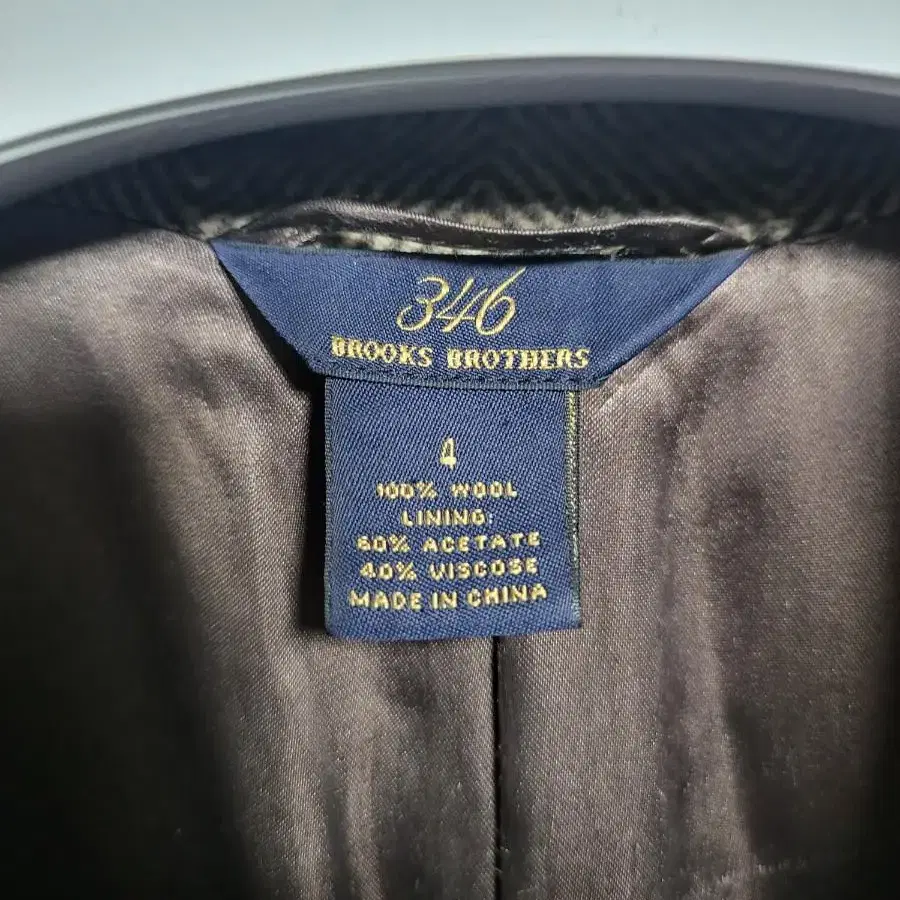 346
BROOKS BROTHERS
4
100% WOOL
LINING:
60% ACETATE
40% VISCOSE
MADE IN CHINA